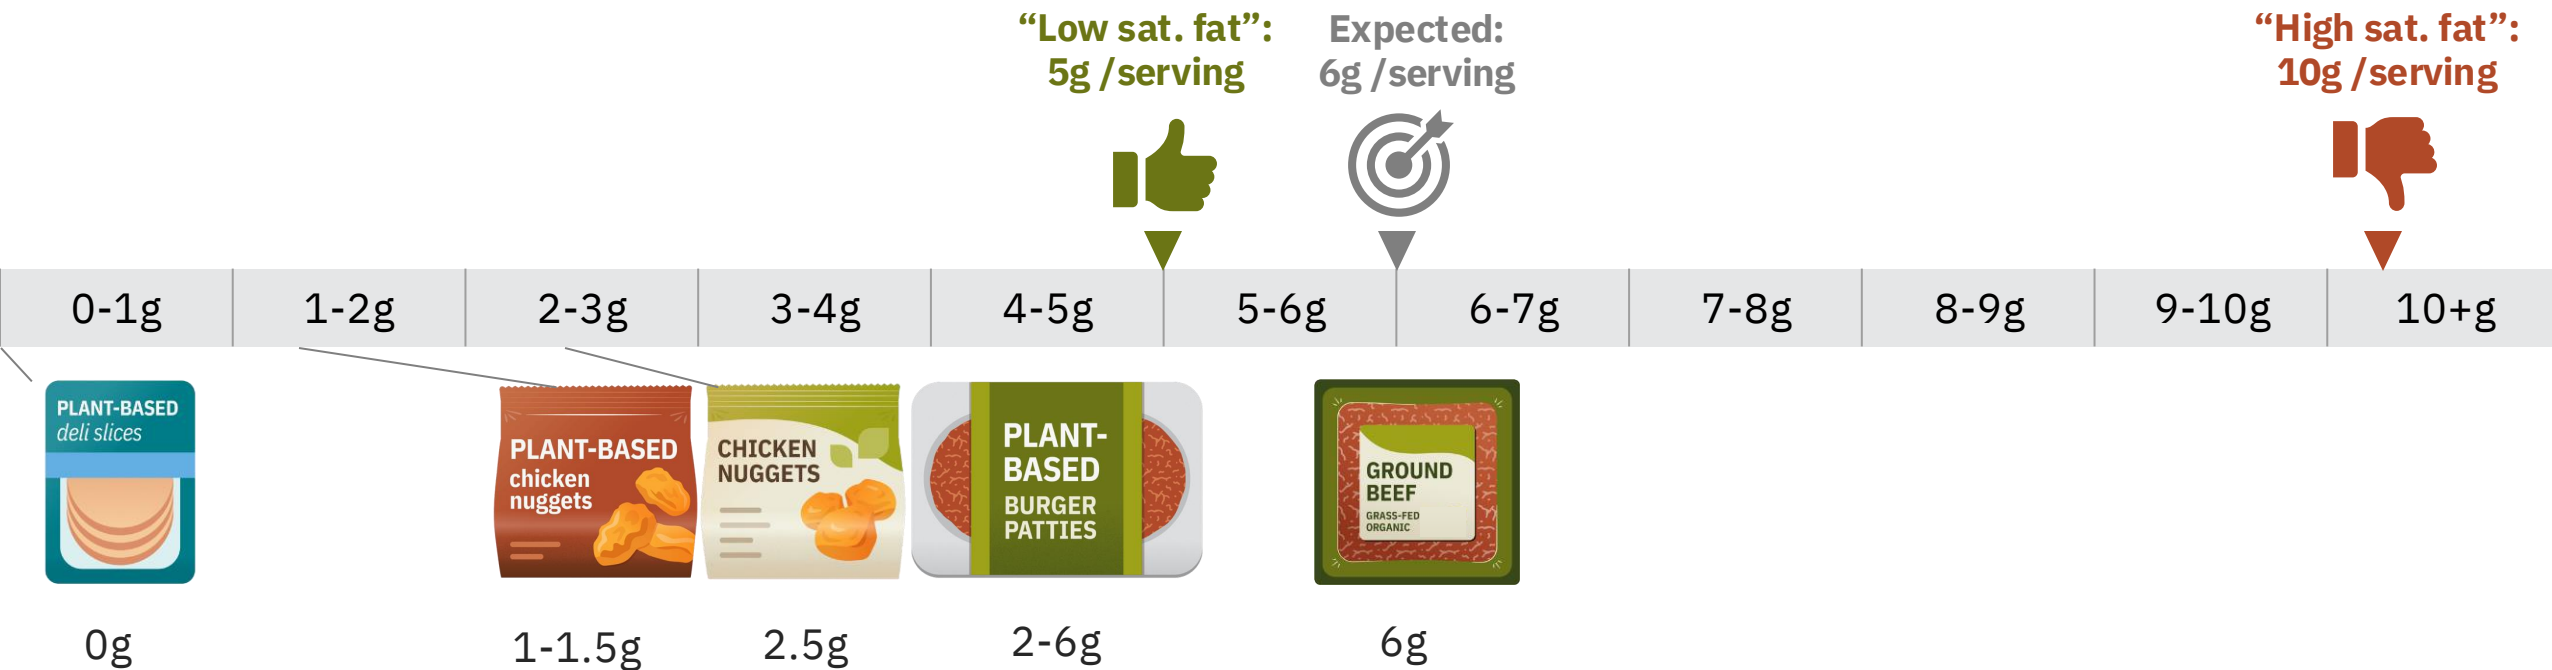 “Low sat. fat”:
5g /serving
Expected:
6g /serving
“High sat. fat”:
10g /serving
0-1g
1-2g
2-3g
3-4g
4-5g
5-6g
6-7g
7-8g
8-9g
9-10g
10+g
PLANT-BASED
deli slices
PLANT-BASED
chicken
nuggets
CHICKEN
NUGGETS
PLANT-
BASED
BURGER
PATTIES
GROUND
BEEF
GRASS-FED
ORGANIC
0g
1-1.5g
2.5g
2-6g
6g